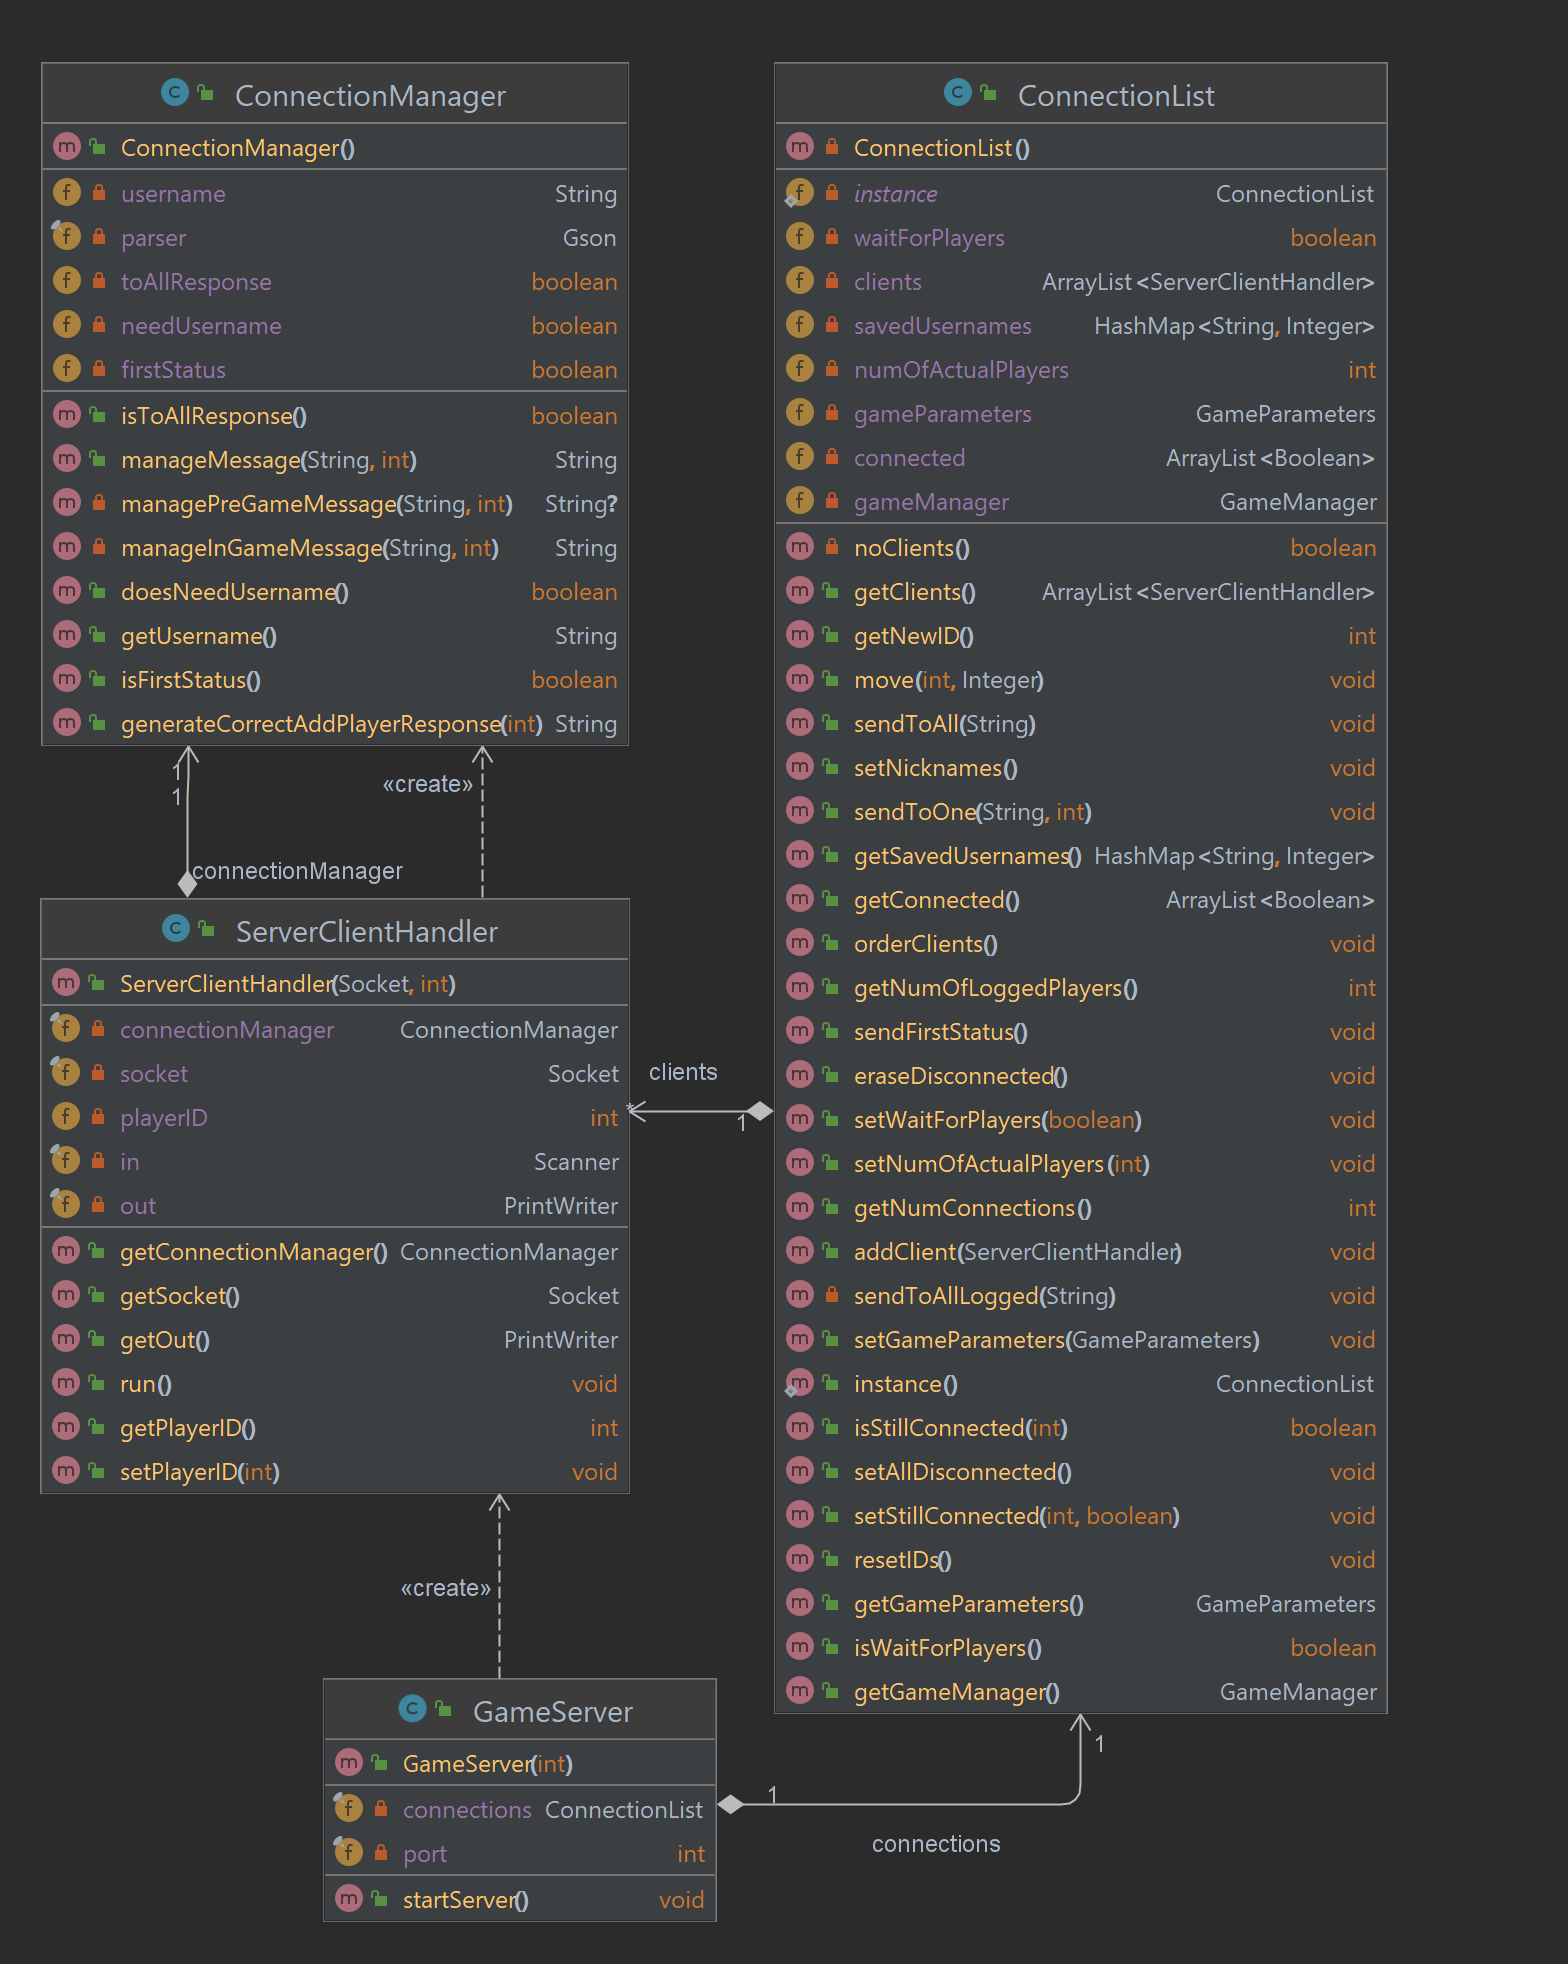 ConnectionManager
ConnectionManager()
username String
parser Gson
toAllResponse boolean
needUsername boolean
firstStatus boolean
isToAllResponse() boolean
manageMessage(String, int) String
managePreGameMessage(String, int) String?
manageInGameMessage(String, int) String
doesNeedUsername() boolean
getUsername() String
isFirstStatus() boolean
generateCorrectAddPlayerResponse(int) String
1
1
«create»
connectionManager
ServerClientHandler
ServerClientHandler(Socket, int)
connectionManager ConnectionManager
socket Socket
playerID int
in Scanner
out PrintWriter
getConnectionManager() ConnectionManager
getSocket() Socket
getOut() PrintWriter
run() void
getPlayerID() int
setPlayerID(int) void
clients
*
1
«create»
GameServer
GameServer(int)
connections ConnectionList
port int
startServer() void
1
connections
1
ConnectionList
ConnectionList()
instance ConnectionList
waitForPlayers boolean
clients ArrayList<ServerClientHandler>
savedUsernames HashMap<String, Integer>
numOfActualPlayers int
gameParameters GameParameters
connected ArrayList<Boolean>
gameManager GameManager
noClients() boolean
getClients() ArrayList<ServerClientHandler>
getNewID() int
move(int, Integer) void
sendToAll(String) void
setNicknames() void
sendToOne(String, int) void
getSavedUsernames() HashMap<String, Integer>
getConnected() ArrayList<Boolean>
orderClients() void
getNumOfLoggedPlayers() int
sendFirstStatus() void
eraseDisconnected() void
setWaitForPlayers(boolean) void
setNumOfActualPlayers(int) void
getNumConnections() int
addClient(ServerClientHandler) void
sendToAllLogged(String) void
setGameParameters(GameParameters) void
instance() ConnectionList
isStillConnected(int) boolean
setAllDisconnected() void
setStillConnected(int, boolean) void
resetIDs() void
getGameParameters() GameParameters
isWaitForPlayers() boolean
getGameManager() GameManager